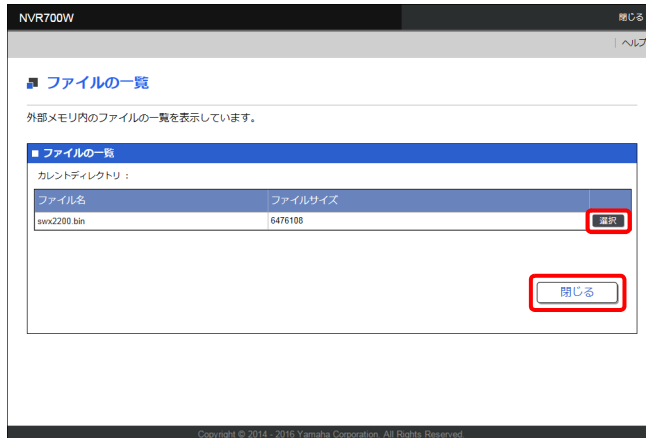 NVR700W 閉じる
ヘルプ
ファイルの一覧
外部メモリ内のファイルの一覧を表示しています。
■ ファイルの一覧
カレントディレクトリ :
ファイル名 ファイルサイズ
swx2200.bin 6476108 選択
閉じる
Copyright © 2014 - 2016 Yamaha Corporation. All Rights Reserved.